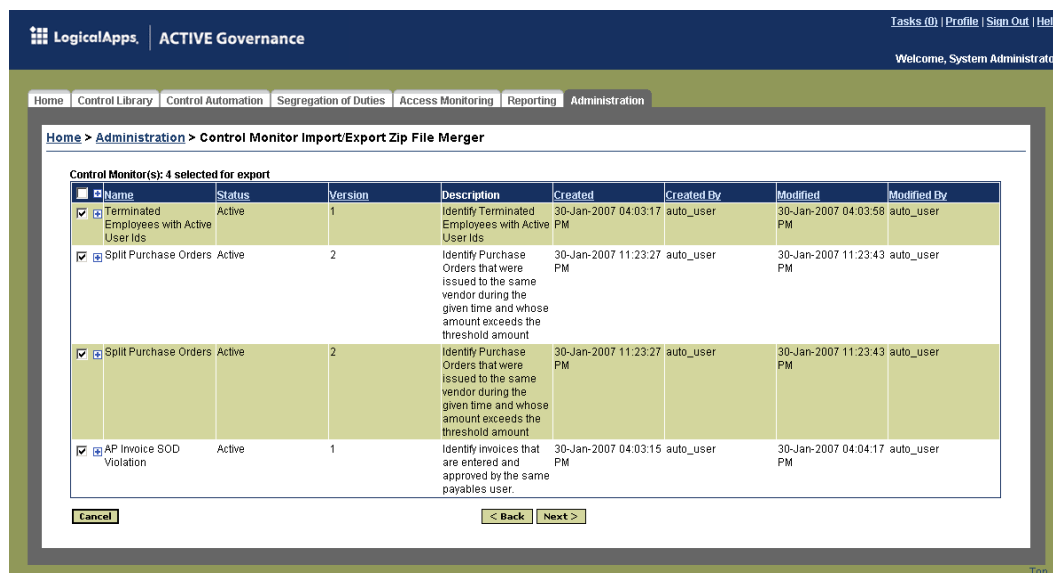 Tasks (0) | Profile | Sign Out | Hel
LogicalApps. | ACTIVE Governance
Welcome, System Administrato
Home Control Library Control Automation Segregation of Duties Access Monitoring Reporting Administration
Home > Administration > Control Monitor Import/Export Zip File Merger
Control Monitor(s): 4 selected for export
Name Status Version Description Created Created By Modified Modified By
Terminated Active 1 Identify Terminated 30-Jan-2007 04:03:17 auto_user 30-Jan-2007 04:03:58 auto_user
Employees with Active Employees with Active PM PM
User Ids User Ids
Split Purchase Orders Active 2 Identify Purchase 30-Jan-2007 11:23:27 auto_user 30-Jan-2007 11:23:43 auto_user
Orders that were PM PM
issued to the same
vendor during the
given time and whose
amount exceeds the
threshold amount
Split Purchase Orders Active 2 Identify Purchase 30-Jan-2007 11:23:27 auto_user 30-Jan-2007 11:23:43 auto_user
Orders that were PM PM
issued to the same
vendor during the
given time and whose
amount exceeds the
threshold amount
AP Invoice SOD Active 1 Identify invoices that 30-Jan-2007 04:03:15 auto_user 30-Jan-2007 04:04:17 auto_user
Violation are entered and PM PM
approved by the same
payables user.
Cancel < Back Next >
Top